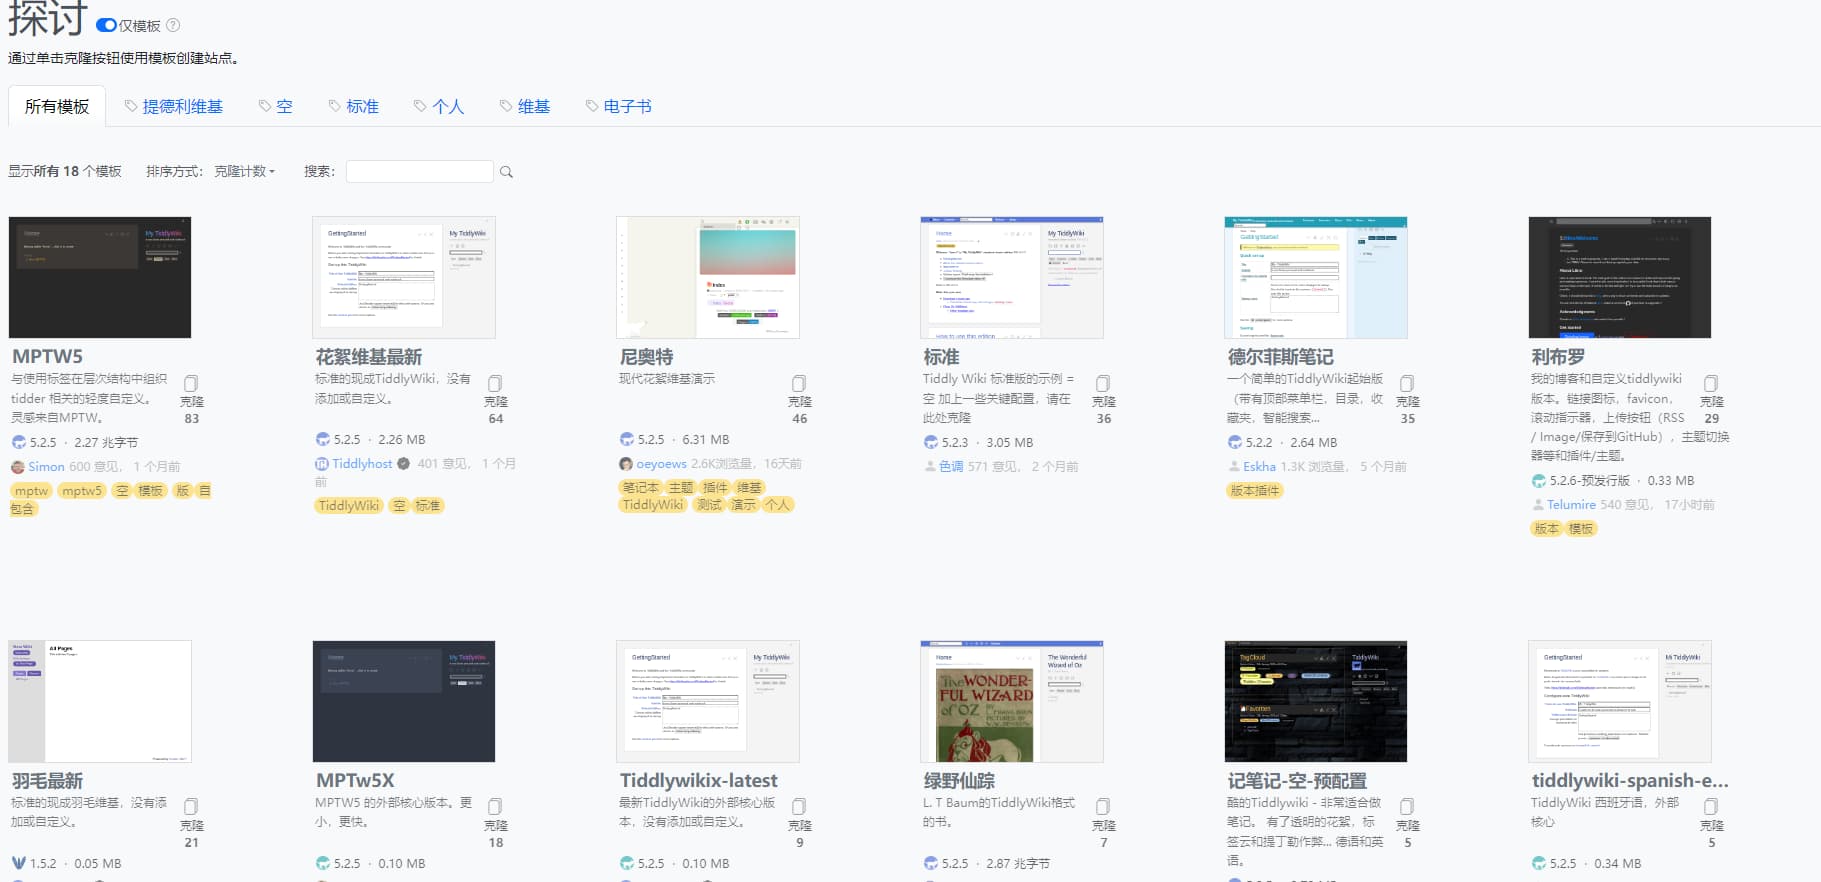 探讨 仅模板
通过单击克隆按钮使用模板创建站点。
所有模板 提德利维基 空 标准 个人 维基 电子书
显示所有 18 个模板 排序方式: 克隆计数 搜索:
MPTW5
与使用标签在层次结构中组织
tidder 相关的轻度自定义。
灵感来自MPTW。
克隆
83
5.2.5 · 2.27 兆字节
Simon 600 意见， 1 个月前
mptw mptw5 空 模板 版 自
包含
花絮维基最新
标准的现成TiddlyWiki，没有
添加或自定义。
克隆
64
5.2.5 · 2.26 MB
Tiddlyhost 401 意见， 1 个月
前
TiddlyWiki 空 标准
尼奥特
现代花絮维基演示
克隆
46
5.2.5 · 6.31 MB
oeyoews 2.6K浏览量，16天前
笔记本 主题 插件 维基
TiddlyWiki 测试 演示 个人
标准
Tiddly Wiki 标准版的示例 =
空 加上一些关键配置，请在
此处克隆
克隆
36
5.2.3 · 3.05 MB
色调 571 意见， 2 个月前
德尔菲斯笔记
一个简单的TiddlyWiki起始版
（带有顶部菜单栏，目录，收
藏夹，智能搜索...
克隆
35
5.2.2 · 2.64 MB
Eskha 1.3K 浏览量， 5 个月前
版本插件
利布罗
我的博客和自定义tiddlywiki
版本。链接图标，favicon，
滚动指示器，上传按钮（RSS
/ Image/保存到GitHub），主题切换
器等和插件/主题。
克隆
29
5.2.6-预发行版 · 0.33 MB
Telumire 540 意见， 17小时前
版本 模板
羽毛最新
标准的现成羽毛维基，没有添
加或自定义。
克隆
21
1.5.2 · 0.05 MB
MPTw5X
MPTW5 的外部核心版本。更
小，更快。
克隆
18
5.2.5 · 0.10 MB
Tiddlywikix-latest
最新TiddlyWiki的外部核心版
本，没有添加或自定义。
克隆
9
5.2.5 · 0.10 MB
绿野仙踪
L. T Baum的TiddlyWiki格式
的书。
克隆
7
5.2.5 · 2.87 兆字节
记笔记-空-预配置
酷的Tiddlywiki - 非常适合做
笔记。 有了透明的花絮，标
签云和提丁勒作弊... 德语和英
语。
克隆
5
tiddlywiki-spanish-e...
TiddlyWiki 西班牙语，外部
核心
克隆
5
5.2.5 · 0.34 MB